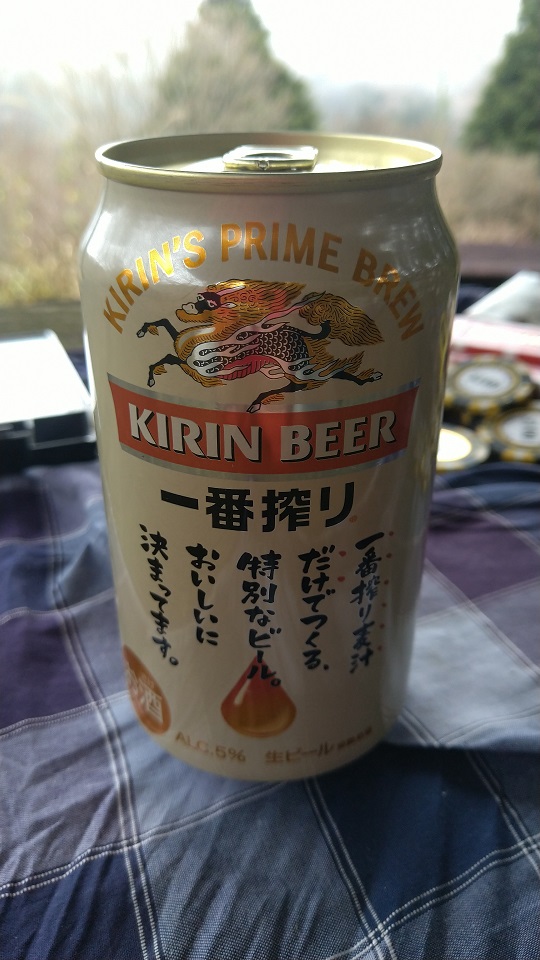 KIRIN'S PRIME BREW
KIRIN BEER
一番搾り
一番搾り麦汁
だけでつくる、
特別なビール。
おいしいに
決まってます。
酒
ALC.5% 生ビール